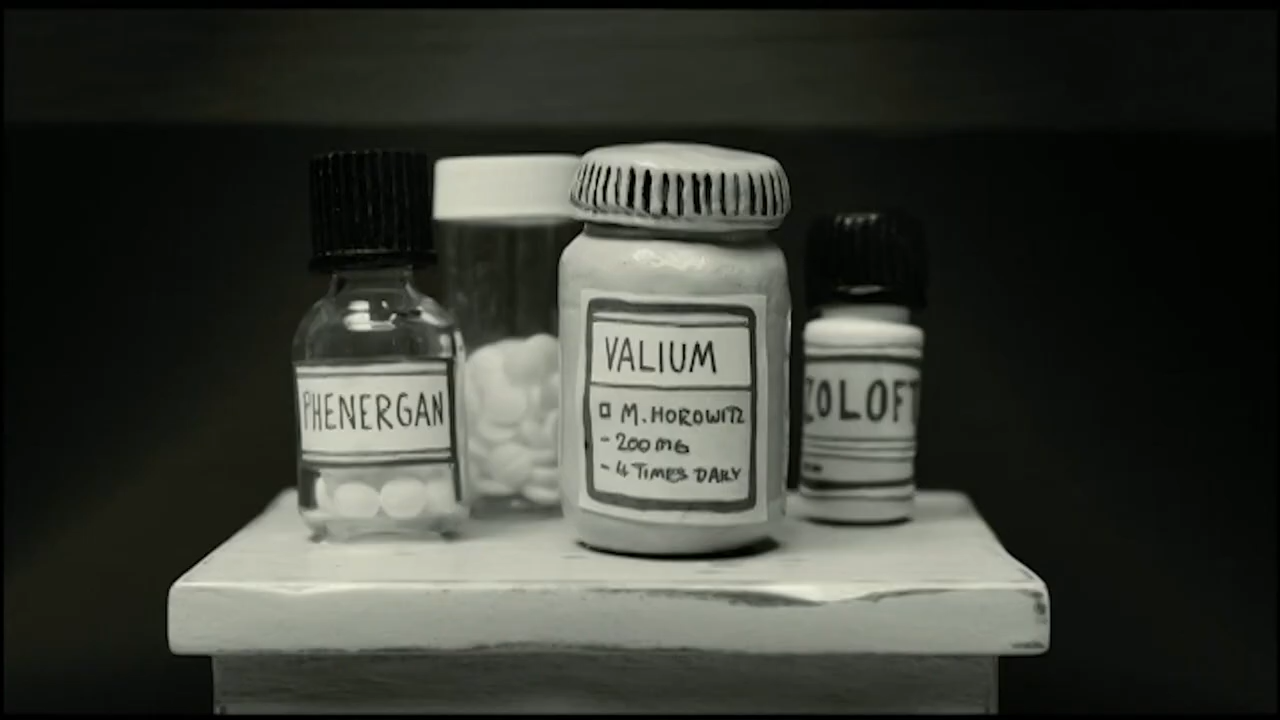 PHENERGAN
VALIUM
M. HOROWITZ
- 200 mg
- 4 TIMES DAILY
ZOLOFT